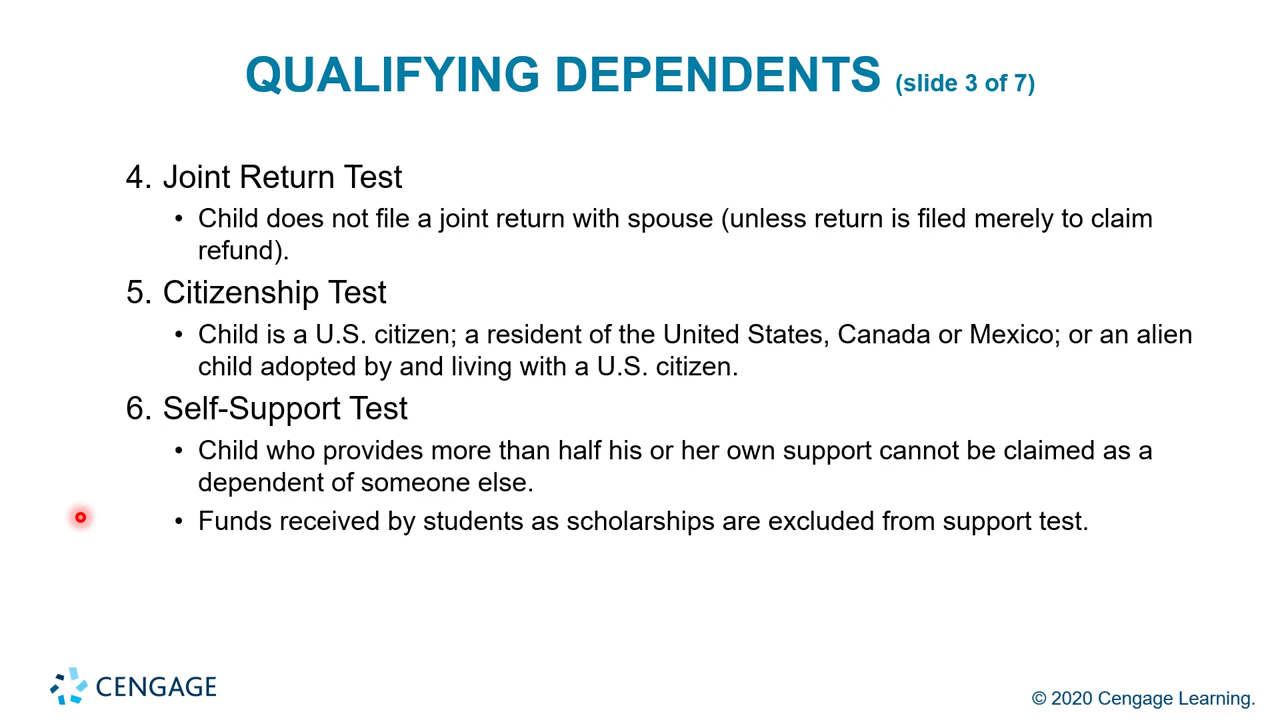 QUALIFYING DEPENDENTS (slide 3 of 7)
4. Joint Return Test
• Child does not file a joint return with spouse (unless return is filed merely to claim
refund).
5. Citizenship Test
• Child is a U.S. citizen; a resident of the United States, Canada or Mexico; or an alien
child adopted by and living with a U.S. citizen.
6. Self-Support Test
• Child who provides more than half his or her own support cannot be claimed as a
dependent of someone else.
• Funds received by students as scholarships are excluded from support test.
CENGAGE
© 2020 Cengage Learning.